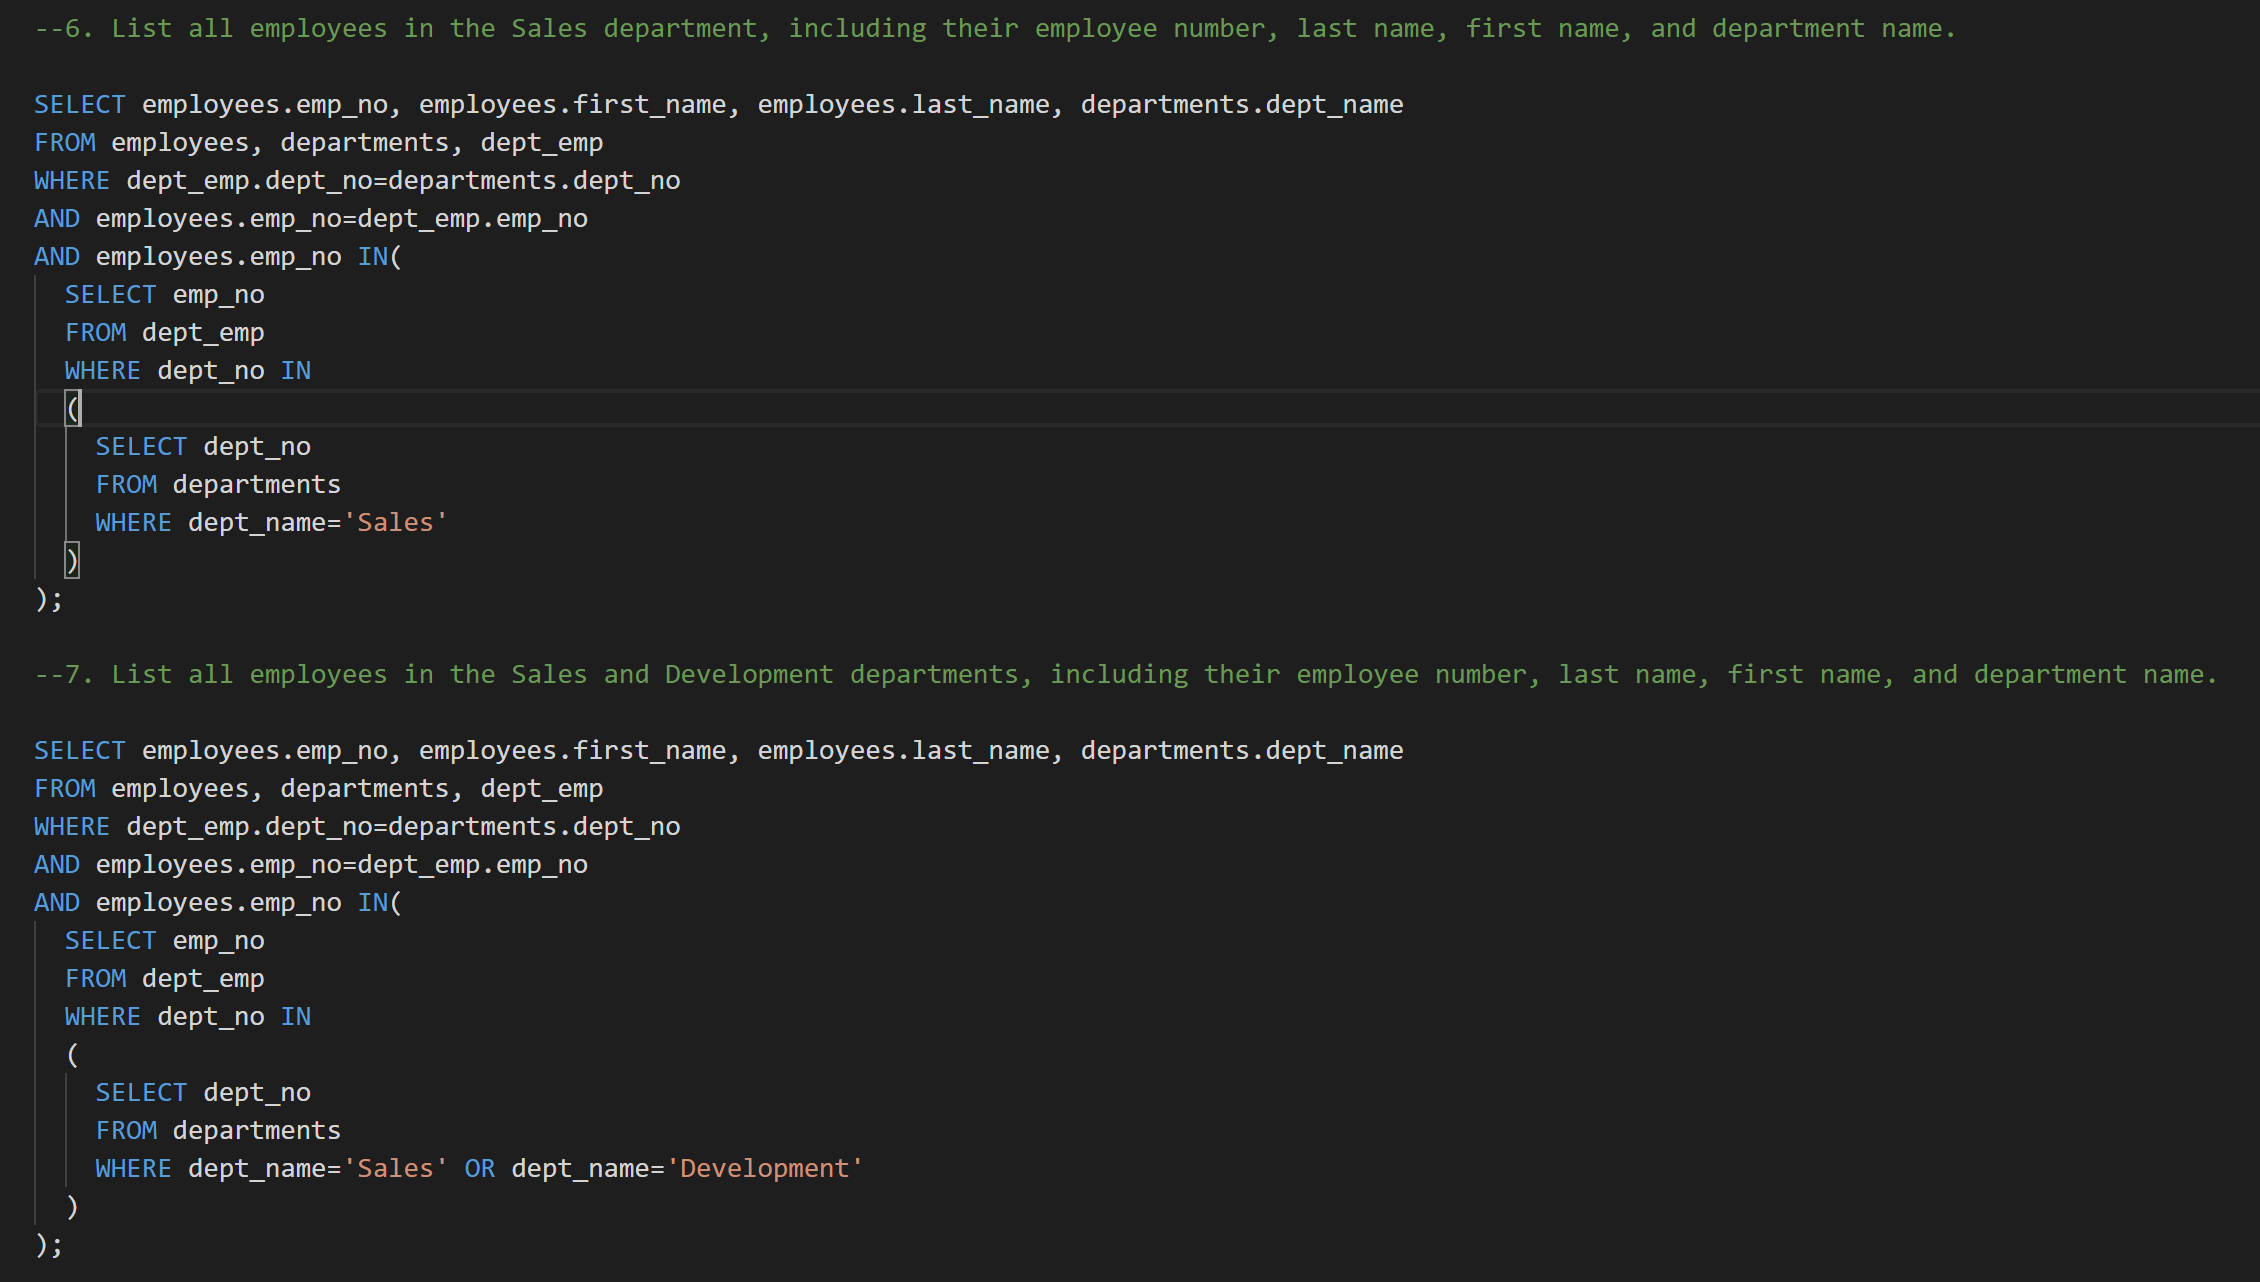 --6. List all employees in the Sales department, including their employee number, last name, first name, and department name.
SELECT employees.emp_no, employees.first_name, employees.last_name, departments.dept_name
FROM employees, departments, dept_emp
WHERE dept_emp.dept_no=departments.dept_no
AND employees.emp_no=dept_emp.emp_no
AND employees.emp_no IN(
SELECT emp_no
FROM dept_emp
WHERE dept_no IN
(
SELECT dept_no
FROM departments
WHERE dept_name='Sales'
)
);
--7. List all employees in the Sales and Development departments, including their employee number, last name, first name, and department name.
SELECT employees.emp_no, employees.first_name, employees.last_name, departments.dept_name
FROM employees, departments, dept_emp
WHERE dept_emp.dept_no=departments.dept_no
AND employees.emp_no=dept_emp.emp_no
AND employees.emp_no IN(
SELECT emp_no
FROM dept_emp
WHERE dept_no IN
(
SELECT dept_no
FROM departments
WHERE dept_name='Sales' OR dept_name='Development'
)
);